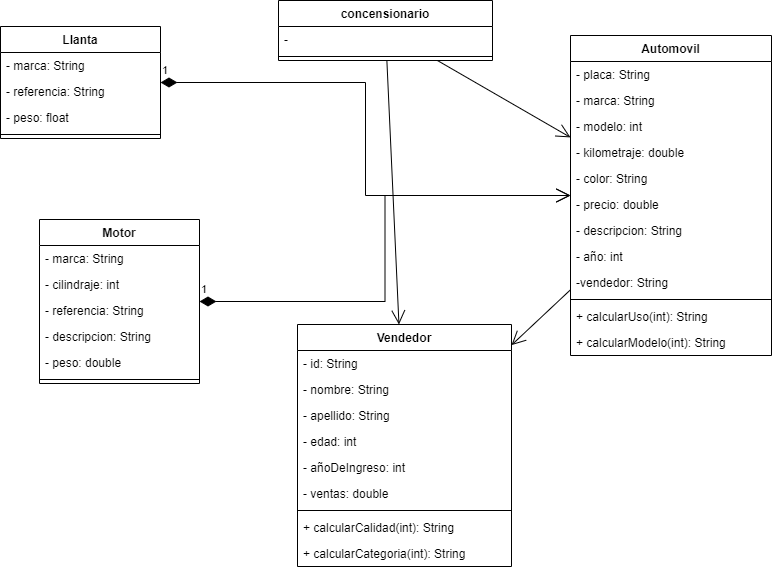 concensionario
-
Llanta
- marca: String
- referencia: String
- peso: float
1
Automovil
- placa: String
- marca: String
- modelo: int
- kilometraje: double
- color: String
- precio: double
- descripcion: String
- año: int
-vendedor: String
+ calcularUso(int): String
+ calcularModelo(int): String
Motor
- marca: String
- cilindraje: int
- referencia: String
- descripcion: String
- peso: double
1
Vendedor
- id: String
- nombre: String
- apellido: String
- edad: int
- añoDeIngreso: int
- ventas: double
+ calcularCalidad(int): String
+ calcularCategoria(int): String